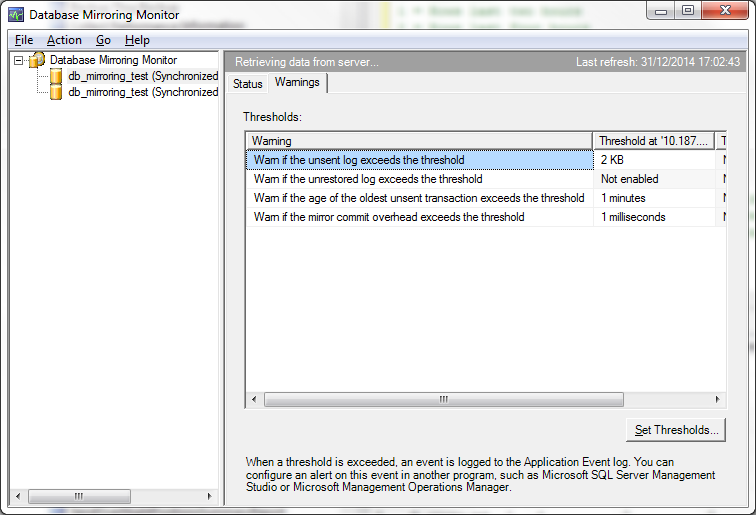 Database Mirroring Monitor
File Action Go Help
Database Mirroring Monitor
db_mirroring_test (Synchronized
db_mirroring_test (Synchronized
Retrieving data from server... Last refresh: 31/12/2014 17:02:43
Status Warnings
Thresholds:
Warning Threshold at '10.187....
Warn if the unsent log exceeds the threshold 2 KB
Warn if the unrestored log exceeds the threshold Not enabled
Warn if the age of the oldest unsent transaction exceeds the threshold 1 minutes
Warn if the mirror commit overhead exceeds the threshold 1 milliseconds
Set Thresholds...
When a threshold is exceeded, an event is logged to the Application Event log. You can
configure an alert on this event in another program, such as Microsoft SQL Server Management
Studio or Microsoft Management Operations Manager.